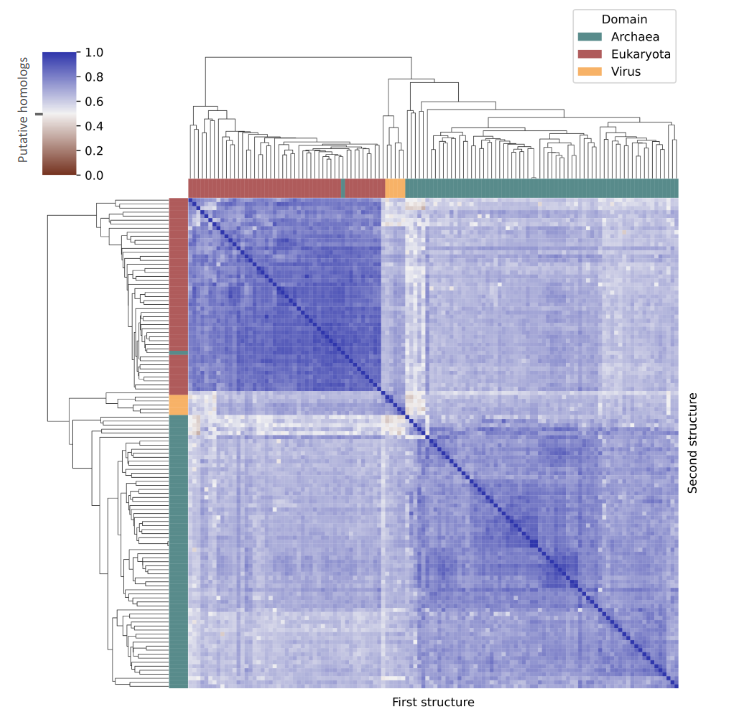 Domain
Archaea
Eukaryota
Virus
Putative homologs
1.0
0.8
0.6
0.4
0.2
0.0
Second structure
First structure